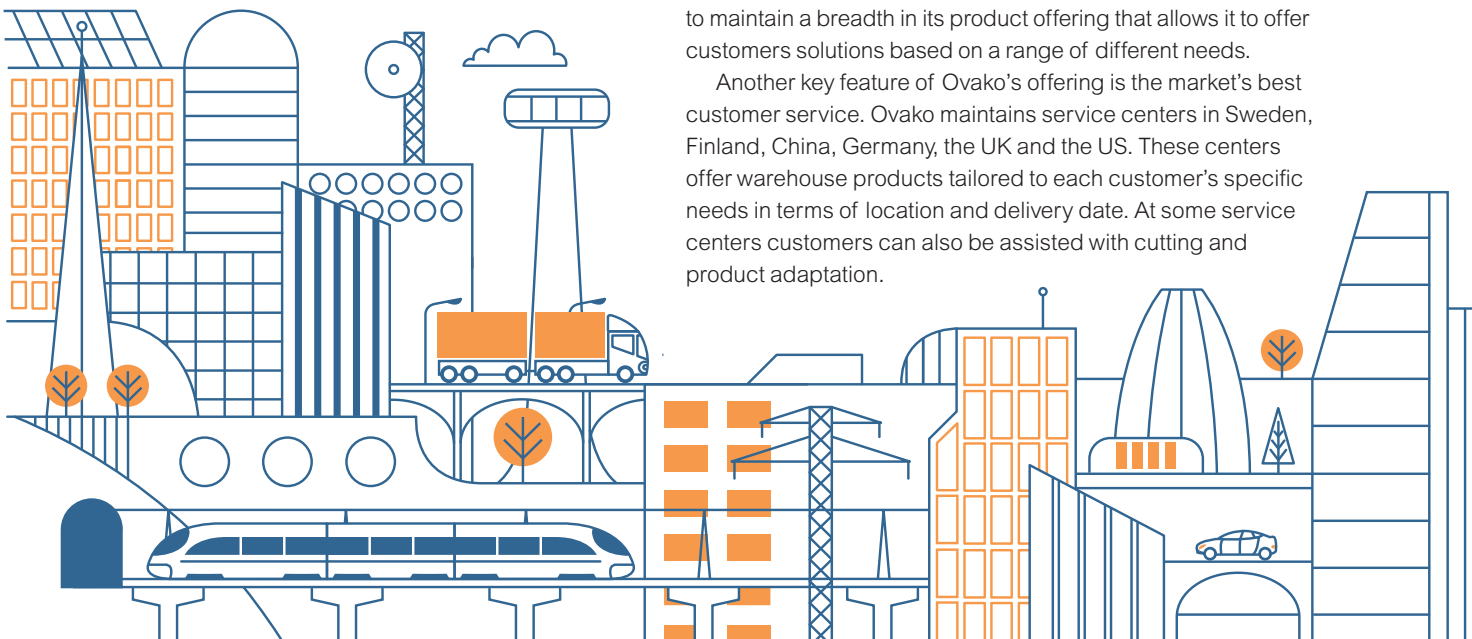 to maintain a breadth in its product offering that allows it to offer
customers solutions based on a range of different needs.
Another key feature of Ovako’s offering is the market’s best
customer service. Ovako maintains service centers in Sweden,
Finland, China, Germany, the UK and the US. These centers
offer warehouse products tailored to each customer’s specific
needs in terms of location and delivery date. At some service
centers customers can also be assisted with cutting and
product adaptation.